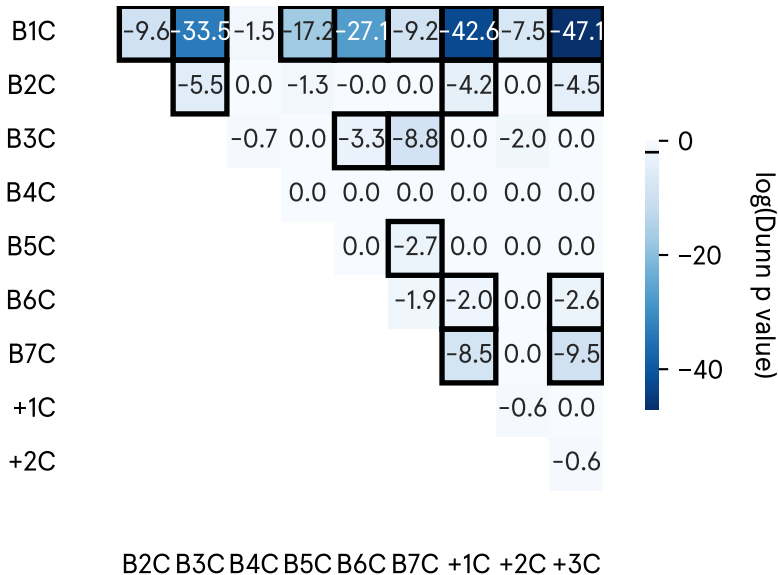 B1C -9.6 -33.5 -1.5 -17.2 -27.1 -9.2 -42.6 -7.5 -47.1
B2C -5.5 0.0 -1.3 -0.0 0.0 -4.2 0.0 -4.5
B3C -0.7 0.0 -3.3 -8.8 0.0 -2.0 0.0
B4C 0.0 0.0 0.0 0.0 0.0 0.0
B5C 0.0 -2.7 0.0 0.0 0.0
B6C -1.9 -2.0 0.0 -2.6
B7C -8.5 0.0 -9.5
+1C -0.6 0.0
+2C -0.6
B2C B3C B4C B5C B6C B7C +1C +2C +3C
0
-20
-40
log(Dunn p value)